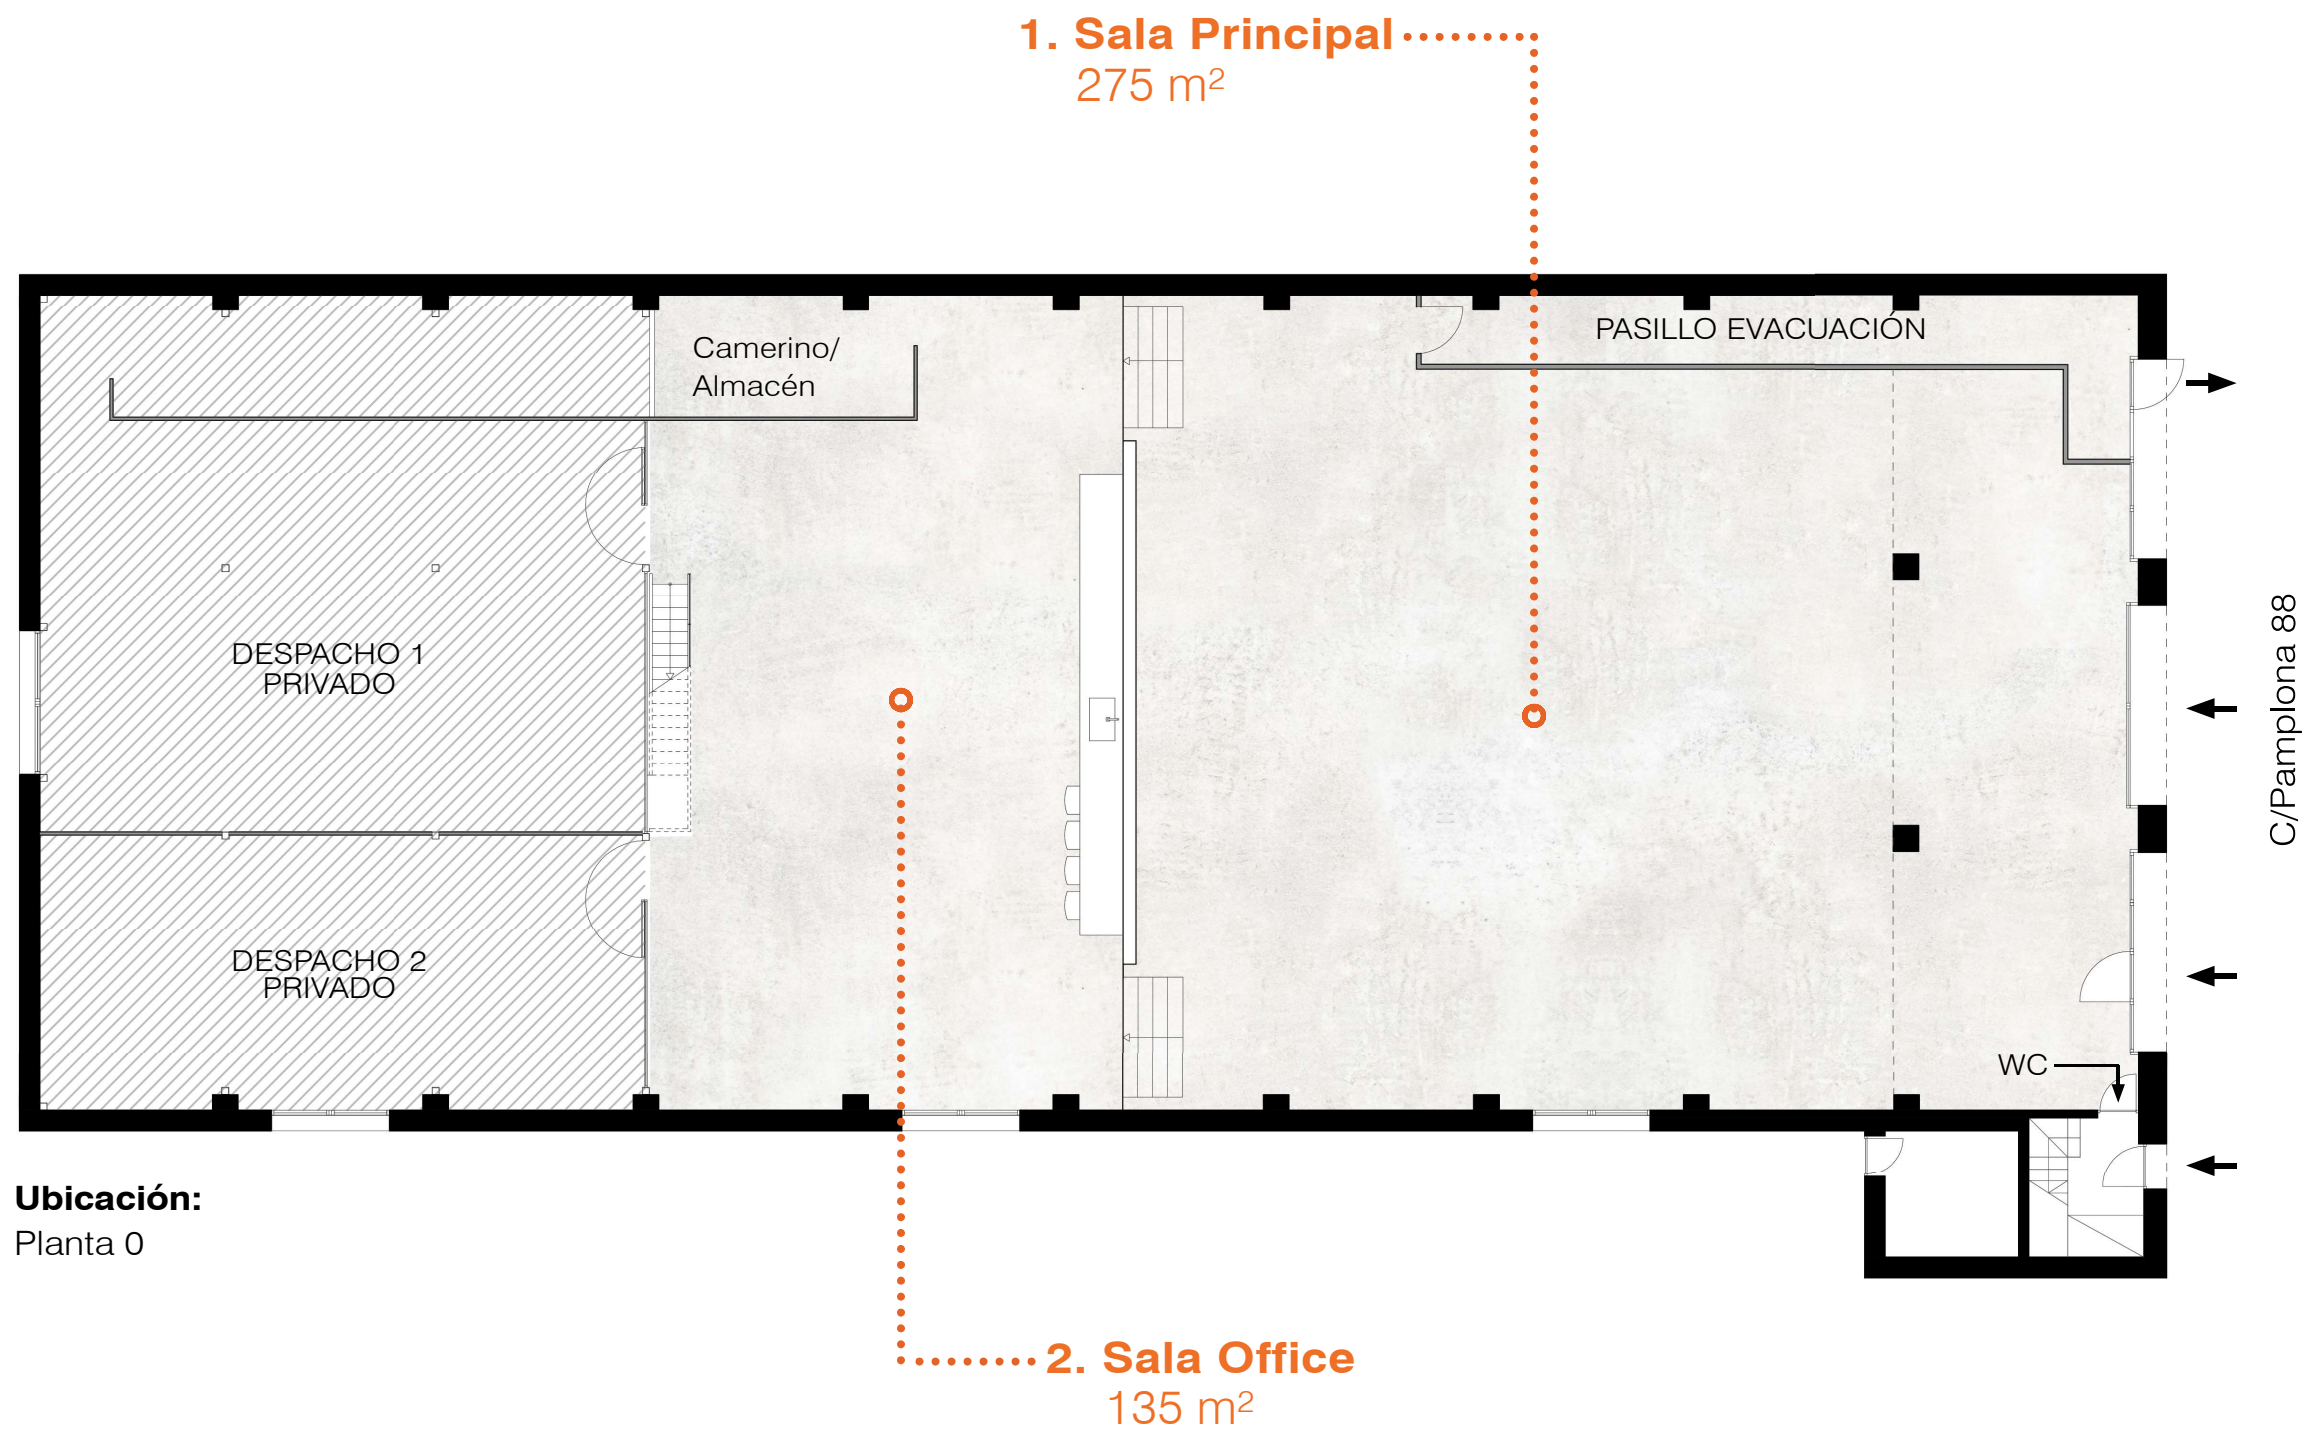 1. Sala Principal
275 m²
Camerino/
Almacén
PASILLO EVACUACIÓN
DESPACHO 1
PRIVADO
C/Pamplona 88
DESPACHO 2
PRIVADO
WC
Ubicación:
Planta 0
2. Sala Office
135 m²